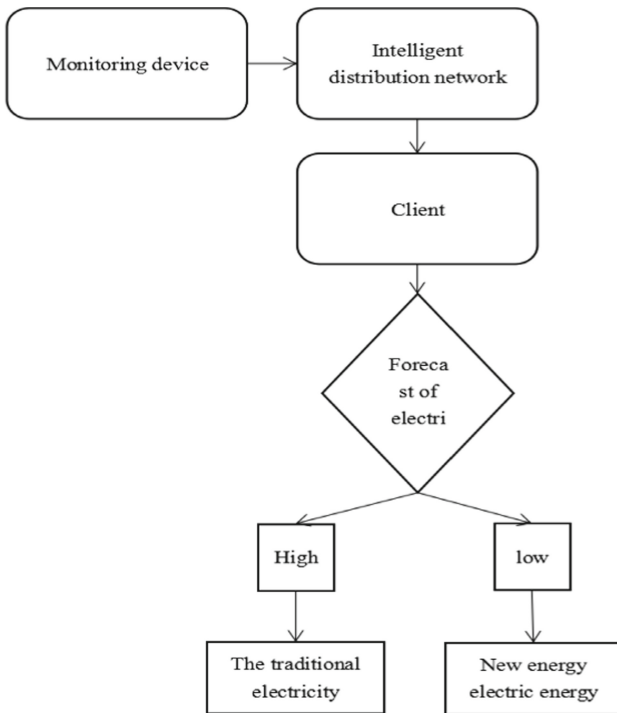 Monitoring device
Intelligent
distribution network
Client
Foreca
st of
electri
High
low
The traditional
electricity
New energy
electric energy